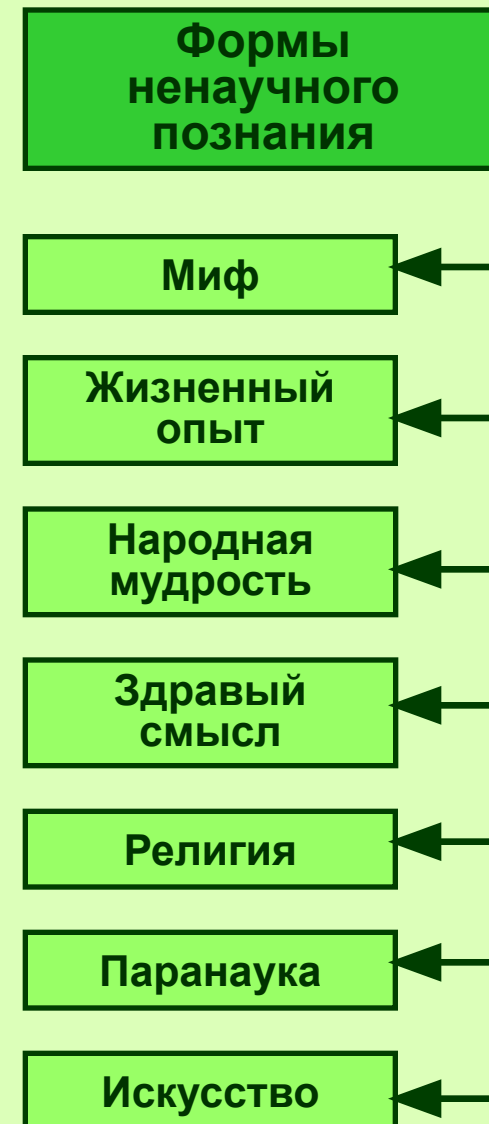 Формы
ненаучного
познания
Миф
Жизненный
опыт
Народная
мудрость
Здравый
смысл
Религия
Паранаука
Искусство